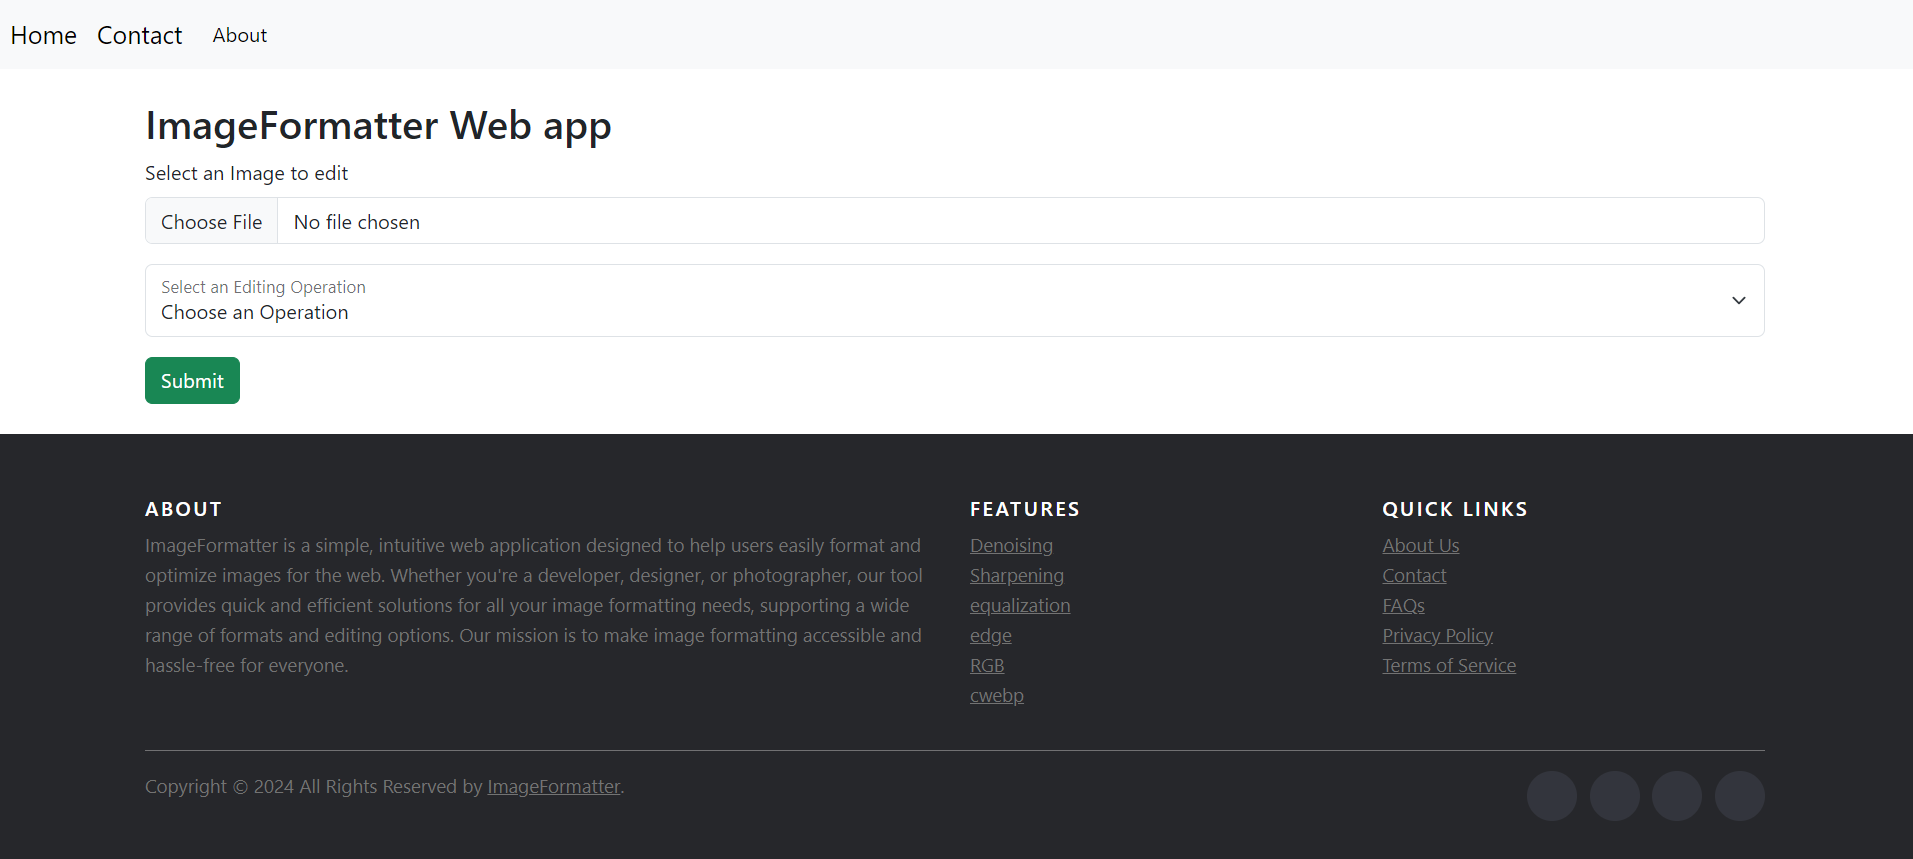 Home Contact About
ImageFormatter Web app
Select an Image to edit
Choose File No file chosen
Select an Editing Operation
Choose an Operation
Submit
ABOUT
ImageFormatter is a simple, intuitive web application designed to help users easily format and
optimize images for the web. Whether you're a developer, designer, or photographer, our tool
provides quick and efficient solutions for all your image formatting needs, supporting a wide
range of formats and editing options. Our mission is to make image formatting accessible and
hassle-free for everyone.
FEATURES
Denoising
Sharpening
equalization
edge
RGB
cwebp
QUICK LINKS
About Us
Contact
FAQs
Privacy Policy
Terms of Service
Copyright © 2024 All Rights Reserved by ImageFormatter.